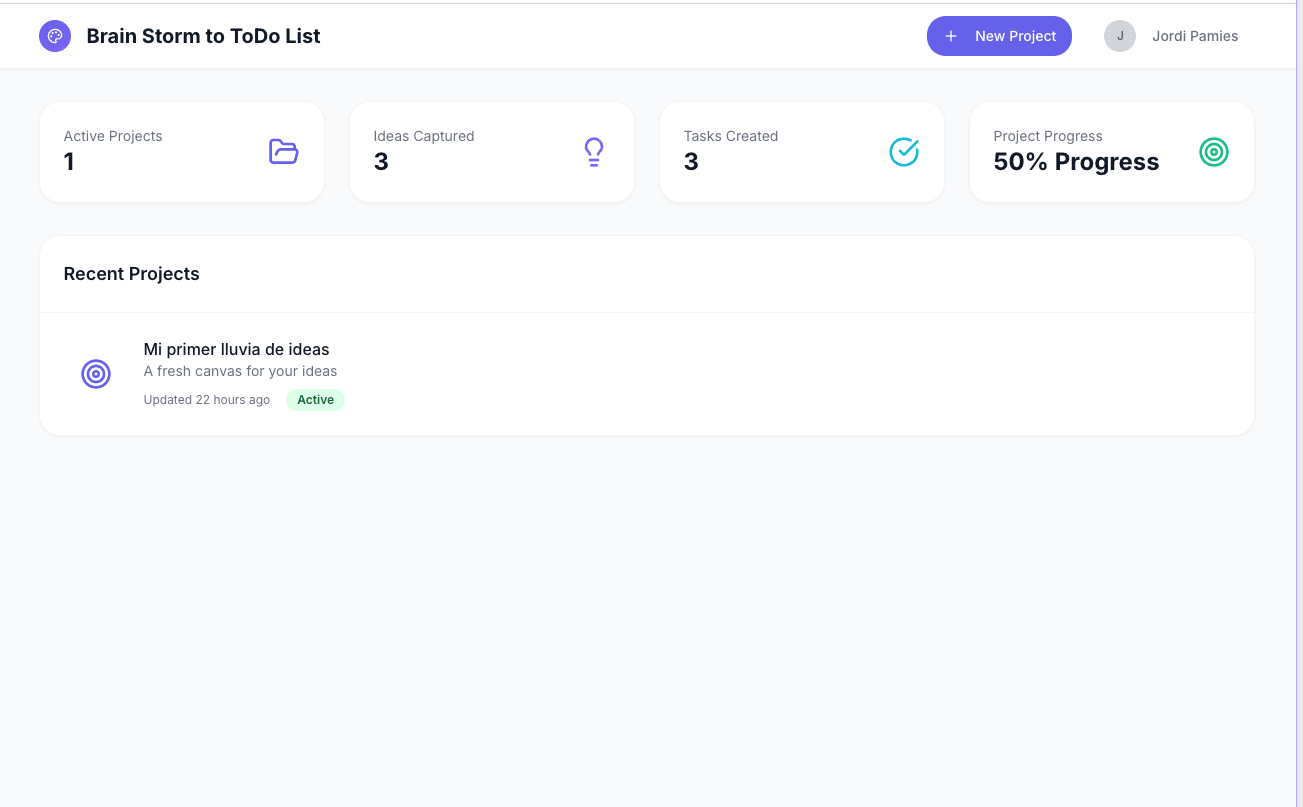 Brain Storm to ToDo List
New Project
J
Jordi Pamies
Active Projects
1
Ideas Captured
3
Tasks Created
3
Project Progress
50% Progress
Recent Projects
Mi primer lluvia de ideas
A fresh canvas for your ideas
Updated 22 hours ago
Active